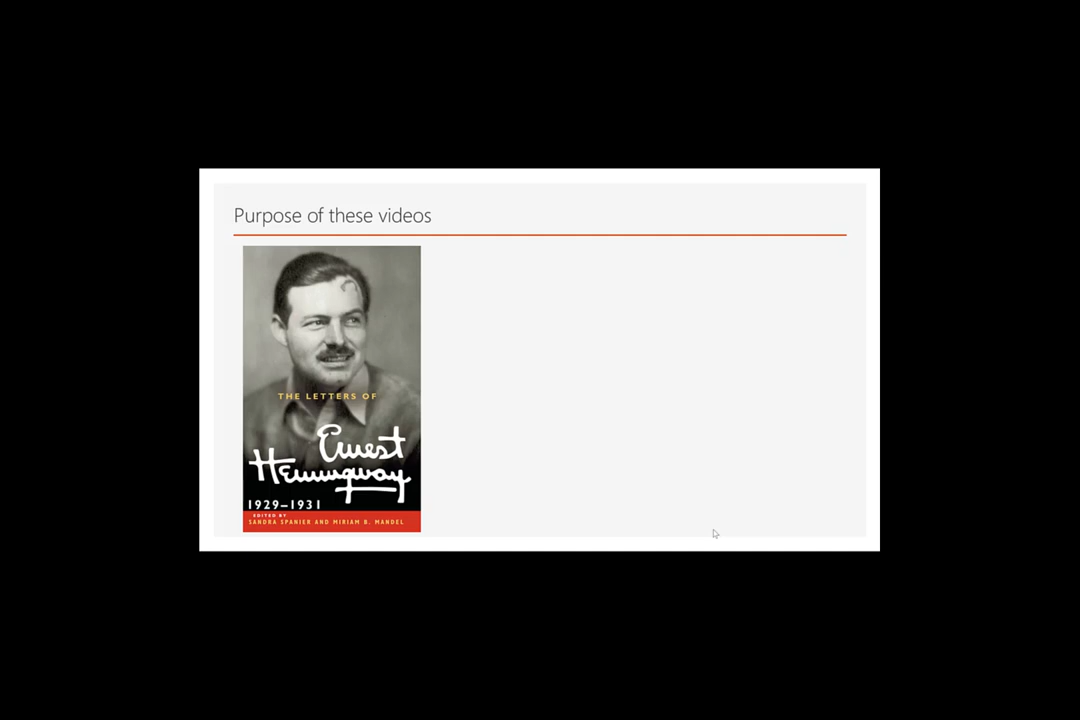 Purpose of these videos
THE LETTERS OF
Ernest
Hemingway
1929–1931
EDITED BY
SANDRA SPANIER AND MIRIAM B. MANDEL